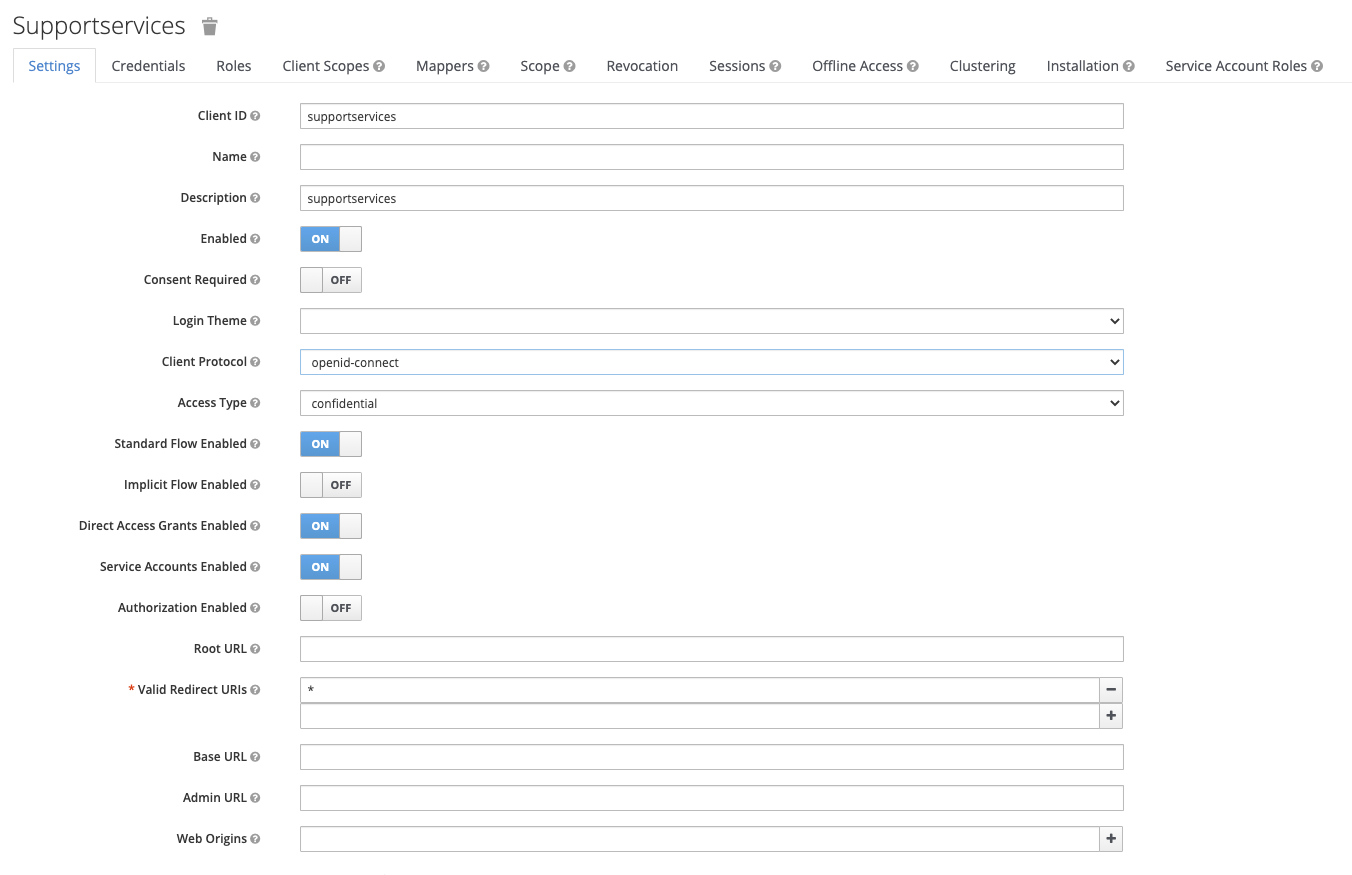 Supportservices
Settings Credentials Roles Client Scopes Mappers Scope Revocation Sessions Offline Access Clustering Installation Service Account Roles
Client ID supportservices
Name
Description supportservices
Enabled ON
Consent Required OFF
Login Theme
Client Protocol openid-connect
Access Type confidential
Standard Flow Enabled ON
Implicit Flow Enabled OFF
Direct Access Grants Enabled ON
Service Accounts Enabled ON
Authorization Enabled OFF
Root URL
* Valid Redirect URIs *
Base URL
Admin URL
Web Origins